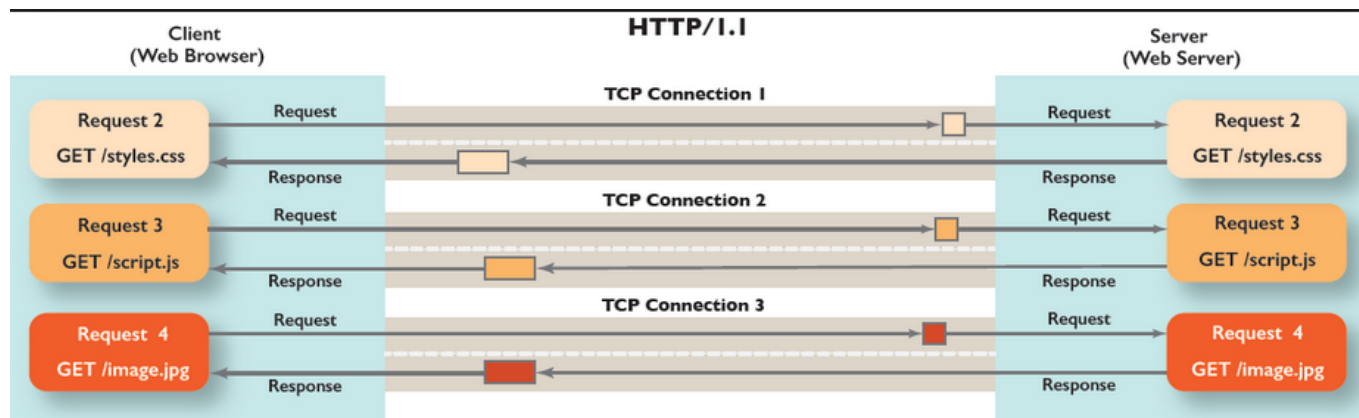 HTTP/1.1
Client
(Web Browser)
Server
(Web Server)
TCP Connection 1
Request 2
GET /styles.css
Request
Response
Request
Response
Request 2
GET /styles.css
TCP Connection 2
Request 3
GET /script.js
Request
Response
Request
Response
Request 3
GET /script.js
TCP Connection 3
Request 4
GET /image.jpg
Request
Response
Request
Response
Request 4
GET /image.jpg